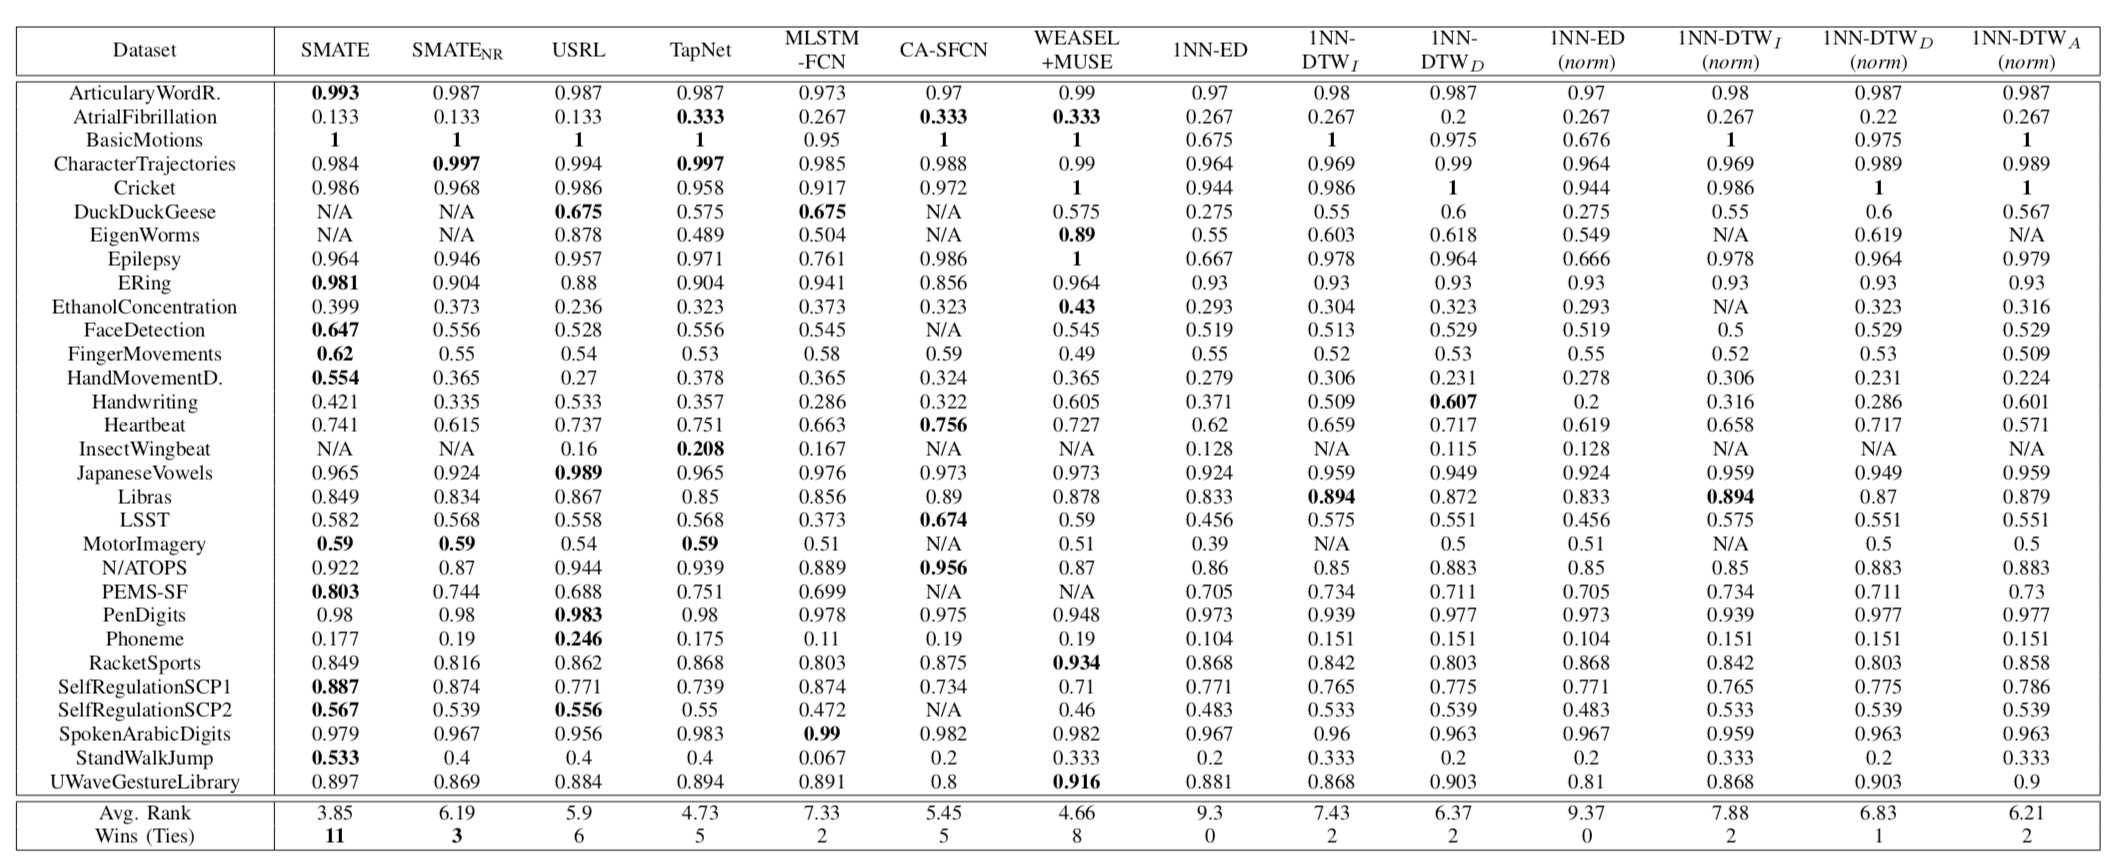 Dataset SMATE SMATE_NR USRL TapNet MLSTM -FCN CA-SFCN WEASEL +MUSE 1NN-ED 1NN- DTW_I 1NN- DTW_D 1NN-ED (norm) 1NN-DTW_I (norm) 1NN-DTW_D (norm) 1NN-DTW_A (norm)
ArticularyWordR. 0.993 0.987 0.987 0.987 0.973 0.97 0.99 0.97 0.98 0.987 0.97 0.98 0.987 0.987
AtrialFibrillation 0.133 0.133 0.133 0.333 0.267 0.333 0.333 0.267 0.267 0.2 0.267 0.267 0.22 0.267
BasicMotions 1 1 1 1 0.95 1 1 0.675 1 0.975 0.676 1 0.975 1
CharacterTrajectories 0.984 0.997 0.994 0.997 0.985 0.988 0.99 0.964 0.969 0.99 0.964 0.969 0.989 0.989
Cricket 0.986 0.968 0.986 0.958 0.917 0.972 1 0.944 0.986 1 0.944 0.986 1 1
DuckDuckGeese N/A N/A 0.675 0.575 0.675 N/A 0.575 0.275 0.55 0.6 0.275 0.55 0.6 0.567
EigenWorms N/A N/A 0.878 0.489 0.504 N/A 0.89 0.55 0.603 0.618 0.549 N/A 0.619 N/A
Epilepsy 0.964 0.946 0.957 0.971 0.761 0.986 1 0.667 0.978 0.964 0.666 0.978 0.964 0.979
ERing 0.981 0.904 0.88 0.904 0.941 0.856 0.964 0.93 0.93 0.93 0.93 0.93 0.93 0.93
EthanolConcentration 0.399 0.373 0.236 0.323 0.373 0.323 0.43 0.293 0.304 0.323 0.293 N/A 0.323 0.316
FaceDetection 0.647 0.556 0.528 0.556 0.545 N/A 0.545 0.519 0.513 0.529 0.519 0.5 0.529 0.529
FingerMovements 0.62 0.55 0.54 0.53 0.58 0.59 0.49 0.55 0.52 0.53 0.55 0.52 0.53 0.509
HandMovementD. 0.554 0.365 0.27 0.378 0.365 0.324 0.365 0.279 0.306 0.231 0.278 0.306 0.231 0.224
Handwriting 0.421 0.335 0.533 0.357 0.286 0.322 0.605 0.371 0.509 0.607 0.2 0.316 0.286 0.601
Heartbeat 0.741 0.615 0.737 0.751 0.663 0.756 0.727 0.62 0.659 0.717 0.619 0.658 0.717 0.571
InsectWingbeat N/A N/A 0.16 0.208 0.167 N/A N/A 0.128 N/A 0.115 0.128 N/A N/A N/A
JapaneseVowels 0.965 0.924 0.989 0.965 0.976 0.973 0.973 0.924 0.959 0.949 0.924 0.959 0.949 0.959
Libras 0.849 0.834 0.867 0.85 0.856 0.89 0.878 0.833 0.894 0.872 0.833 0.894 0.87 0.879
LSST 0.582 0.568 0.558 0.568 0.373 0.674 0.59 0.456 0.575 0.551 0.456 0.575 0.551 0.551
MotorImagery 0.59 0.59 0.54 0.59 0.51 N/A 0.51 0.39 N/A 0.5 0.51 N/A 0.5 0.5
N/ATOPS 0.922 0.87 0.944 0.939 0.889 0.956 0.87 0.86 0.85 0.883 0.85 0.85 0.883 0.883
PEMS-SF 0.803 0.744 0.688 0.751 0.699 N/A N/A 0.705 0.734 0.711 0.705 0.734 0.711 0.73
PenDigits 0.98 0.98 0.983 0.98 0.978 0.975 0.948 0.973 0.939 0.977 0.973 0.939 0.977 0.977
Phoneme 0.177 0.19 0.246 0.175 0.11 0.19 0.19 0.104 0.151 0.151 0.104 0.151 0.151 0.151
RacketSports 0.849 0.816 0.862 0.868 0.803 0.875 0.934 0.868 0.842 0.803 0.868 0.842 0.803 0.858
SelfRegulationSCP1 0.887 0.874 0.771 0.739 0.874 0.734 0.71 0.771 0.765 0.775 0.771 0.765 0.775 0.786
SelfRegulationSCP2 0.567 0.539 0.556 0.55 0.472 N/A 0.46 0.483 0.533 0.539 0.483 0.533 0.539 0.539
SpokenArabicDigits 0.979 0.967 0.956 0.983 0.99 0.982 0.982 0.967 0.96 0.963 0.967 0.959 0.963 0.963
StandWalkJump 0.533 0.4 0.4 0.4 0.067 0.2 0.333 0.2 0.333 0.2 0.2 0.333 0.2 0.333
UWaveGestureLibrary 0.897 0.869 0.884 0.894 0.891 0.8 0.916 0.881 0.868 0.903 0.81 0.868 0.903 0.9
Avg. Rank 3.85 6.19 5.9 4.73 7.33 5.45 4.66 9.3 7.43 6.37 9.37 7.88 6.83 6.21
Wins (Ties) 11 3 6 5 2 5 8 0 2 2 0 2 1 2